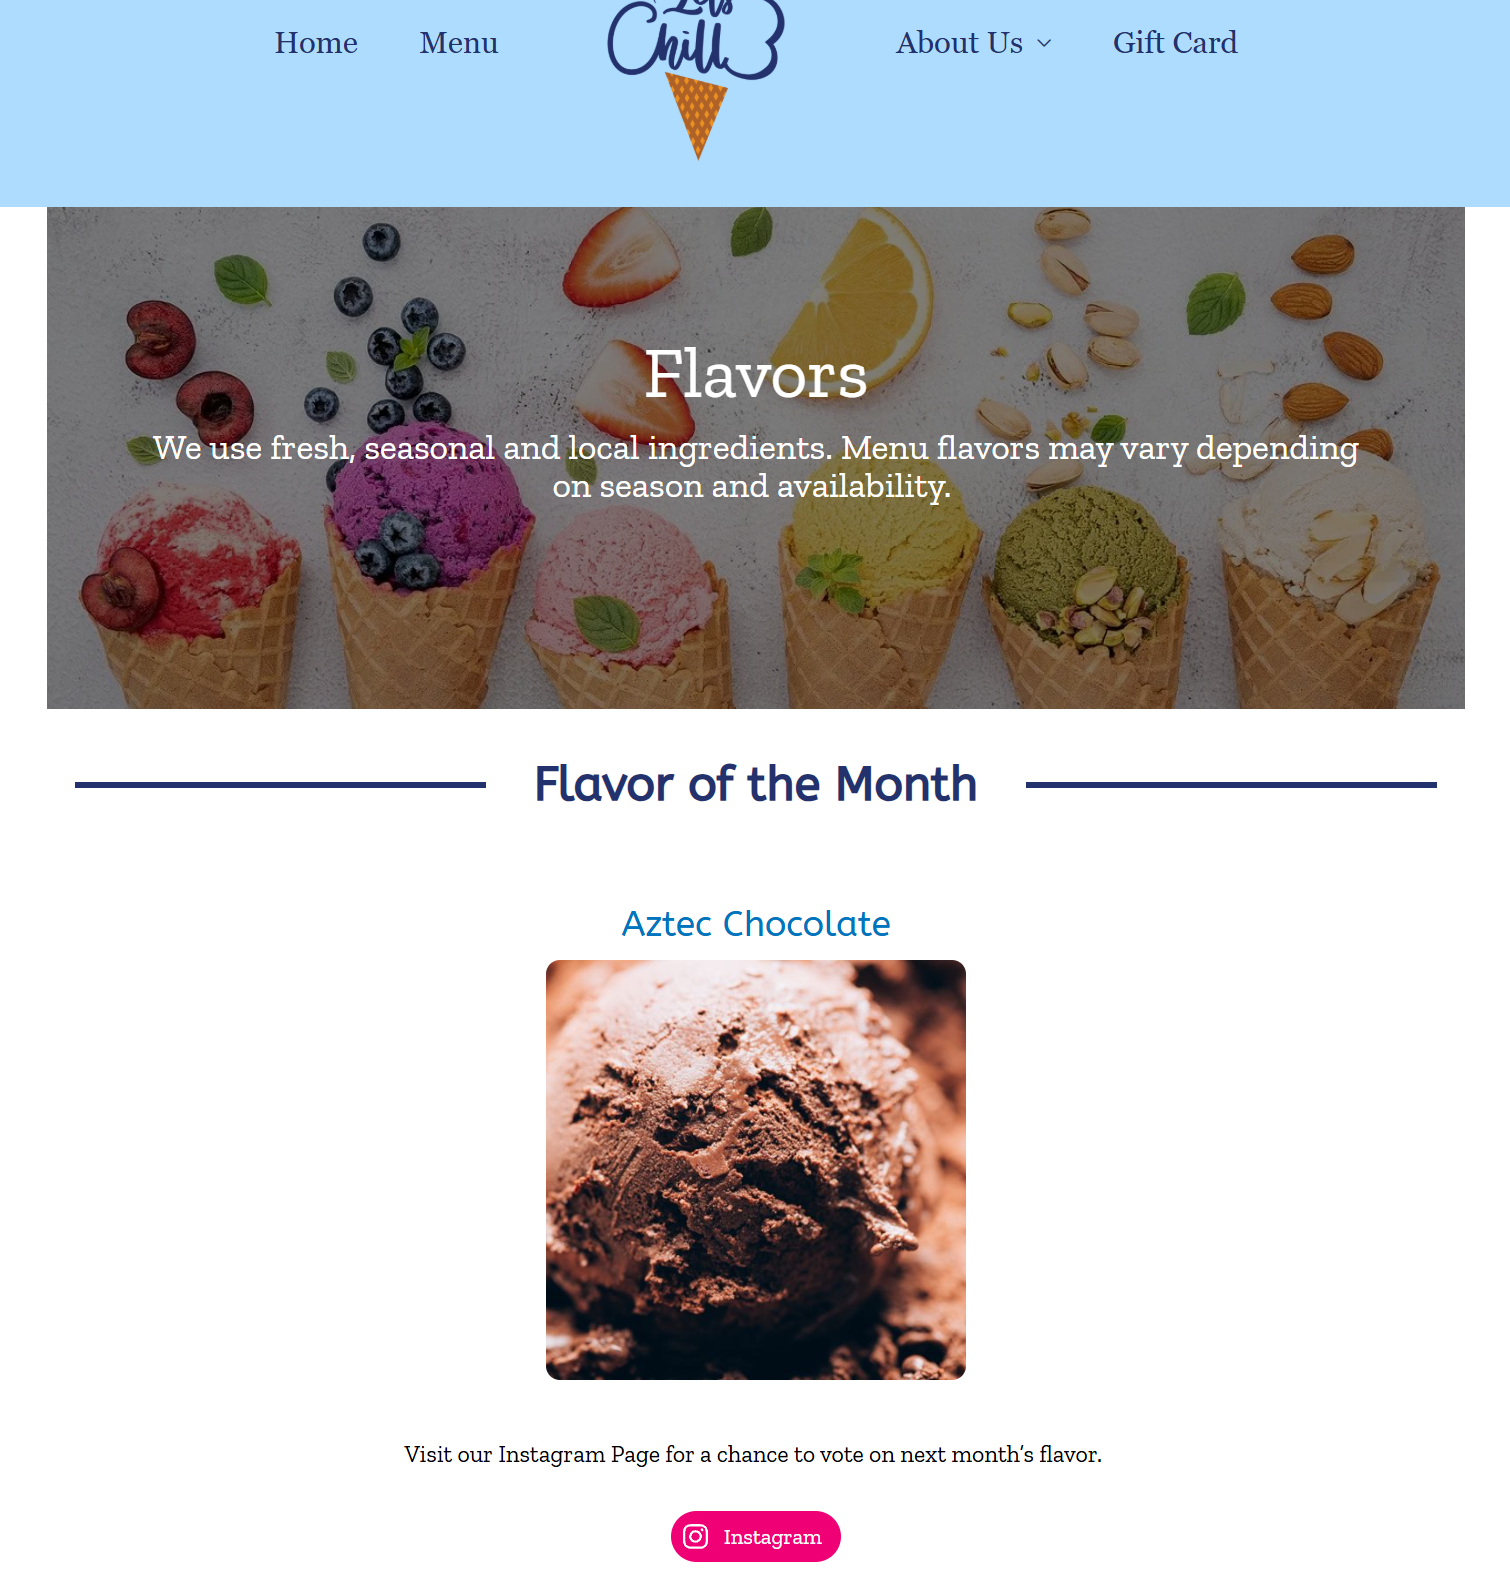 Home Menu Let's Chill About Us Gift Card
Flavors
We use fresh, seasonal and local ingredients. Menu flavors may vary depending
on season and availability.
Flavor of the Month
Aztec Chocolate
Visit our Instagram Page for a chance to vote on next month’s flavor.
Instagram